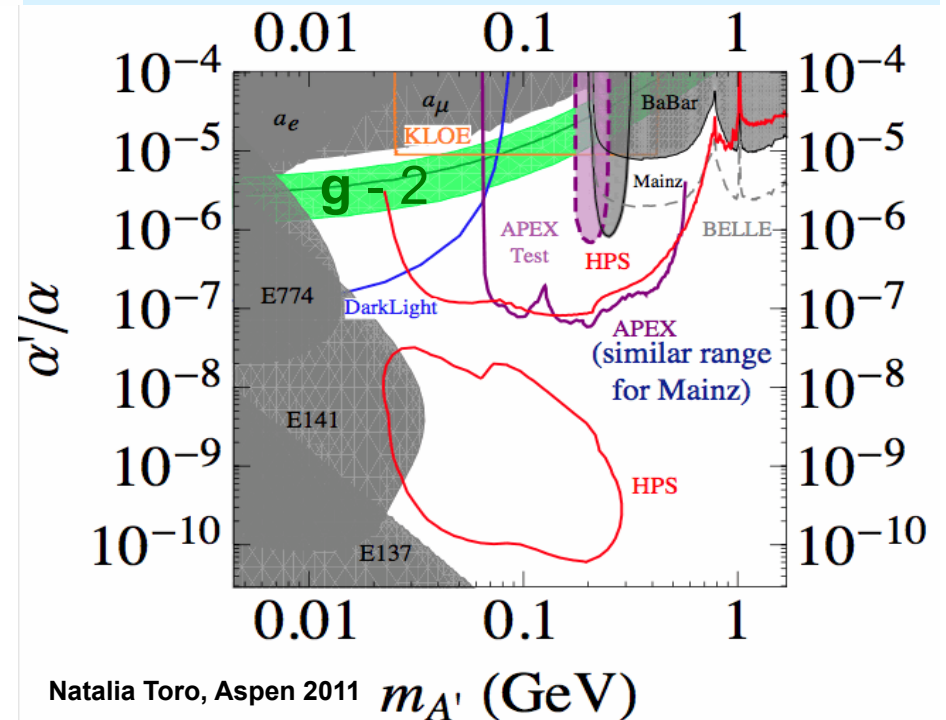 0.01 0.1 1
10⁻⁴ 10⁻⁴
10⁻⁵ 10⁻⁵
10⁻⁶ 10⁻⁶
10⁻⁷ 10⁻⁷
10⁻⁸ 10⁻⁸
10⁻⁹ 10⁻⁹
10⁻¹⁰ 10⁻¹⁰
α'/α
a_e
a_μ
KLOE
BaBar
g - 2
Mainz
APEX
Test
BELLE
HPS
E774
DarkLight
APEX
(similar range
for Mainz)
E141
HPS
E137
0.01 0.1 1
Natalia Toro, Aspen 2011 m_A' (GeV)